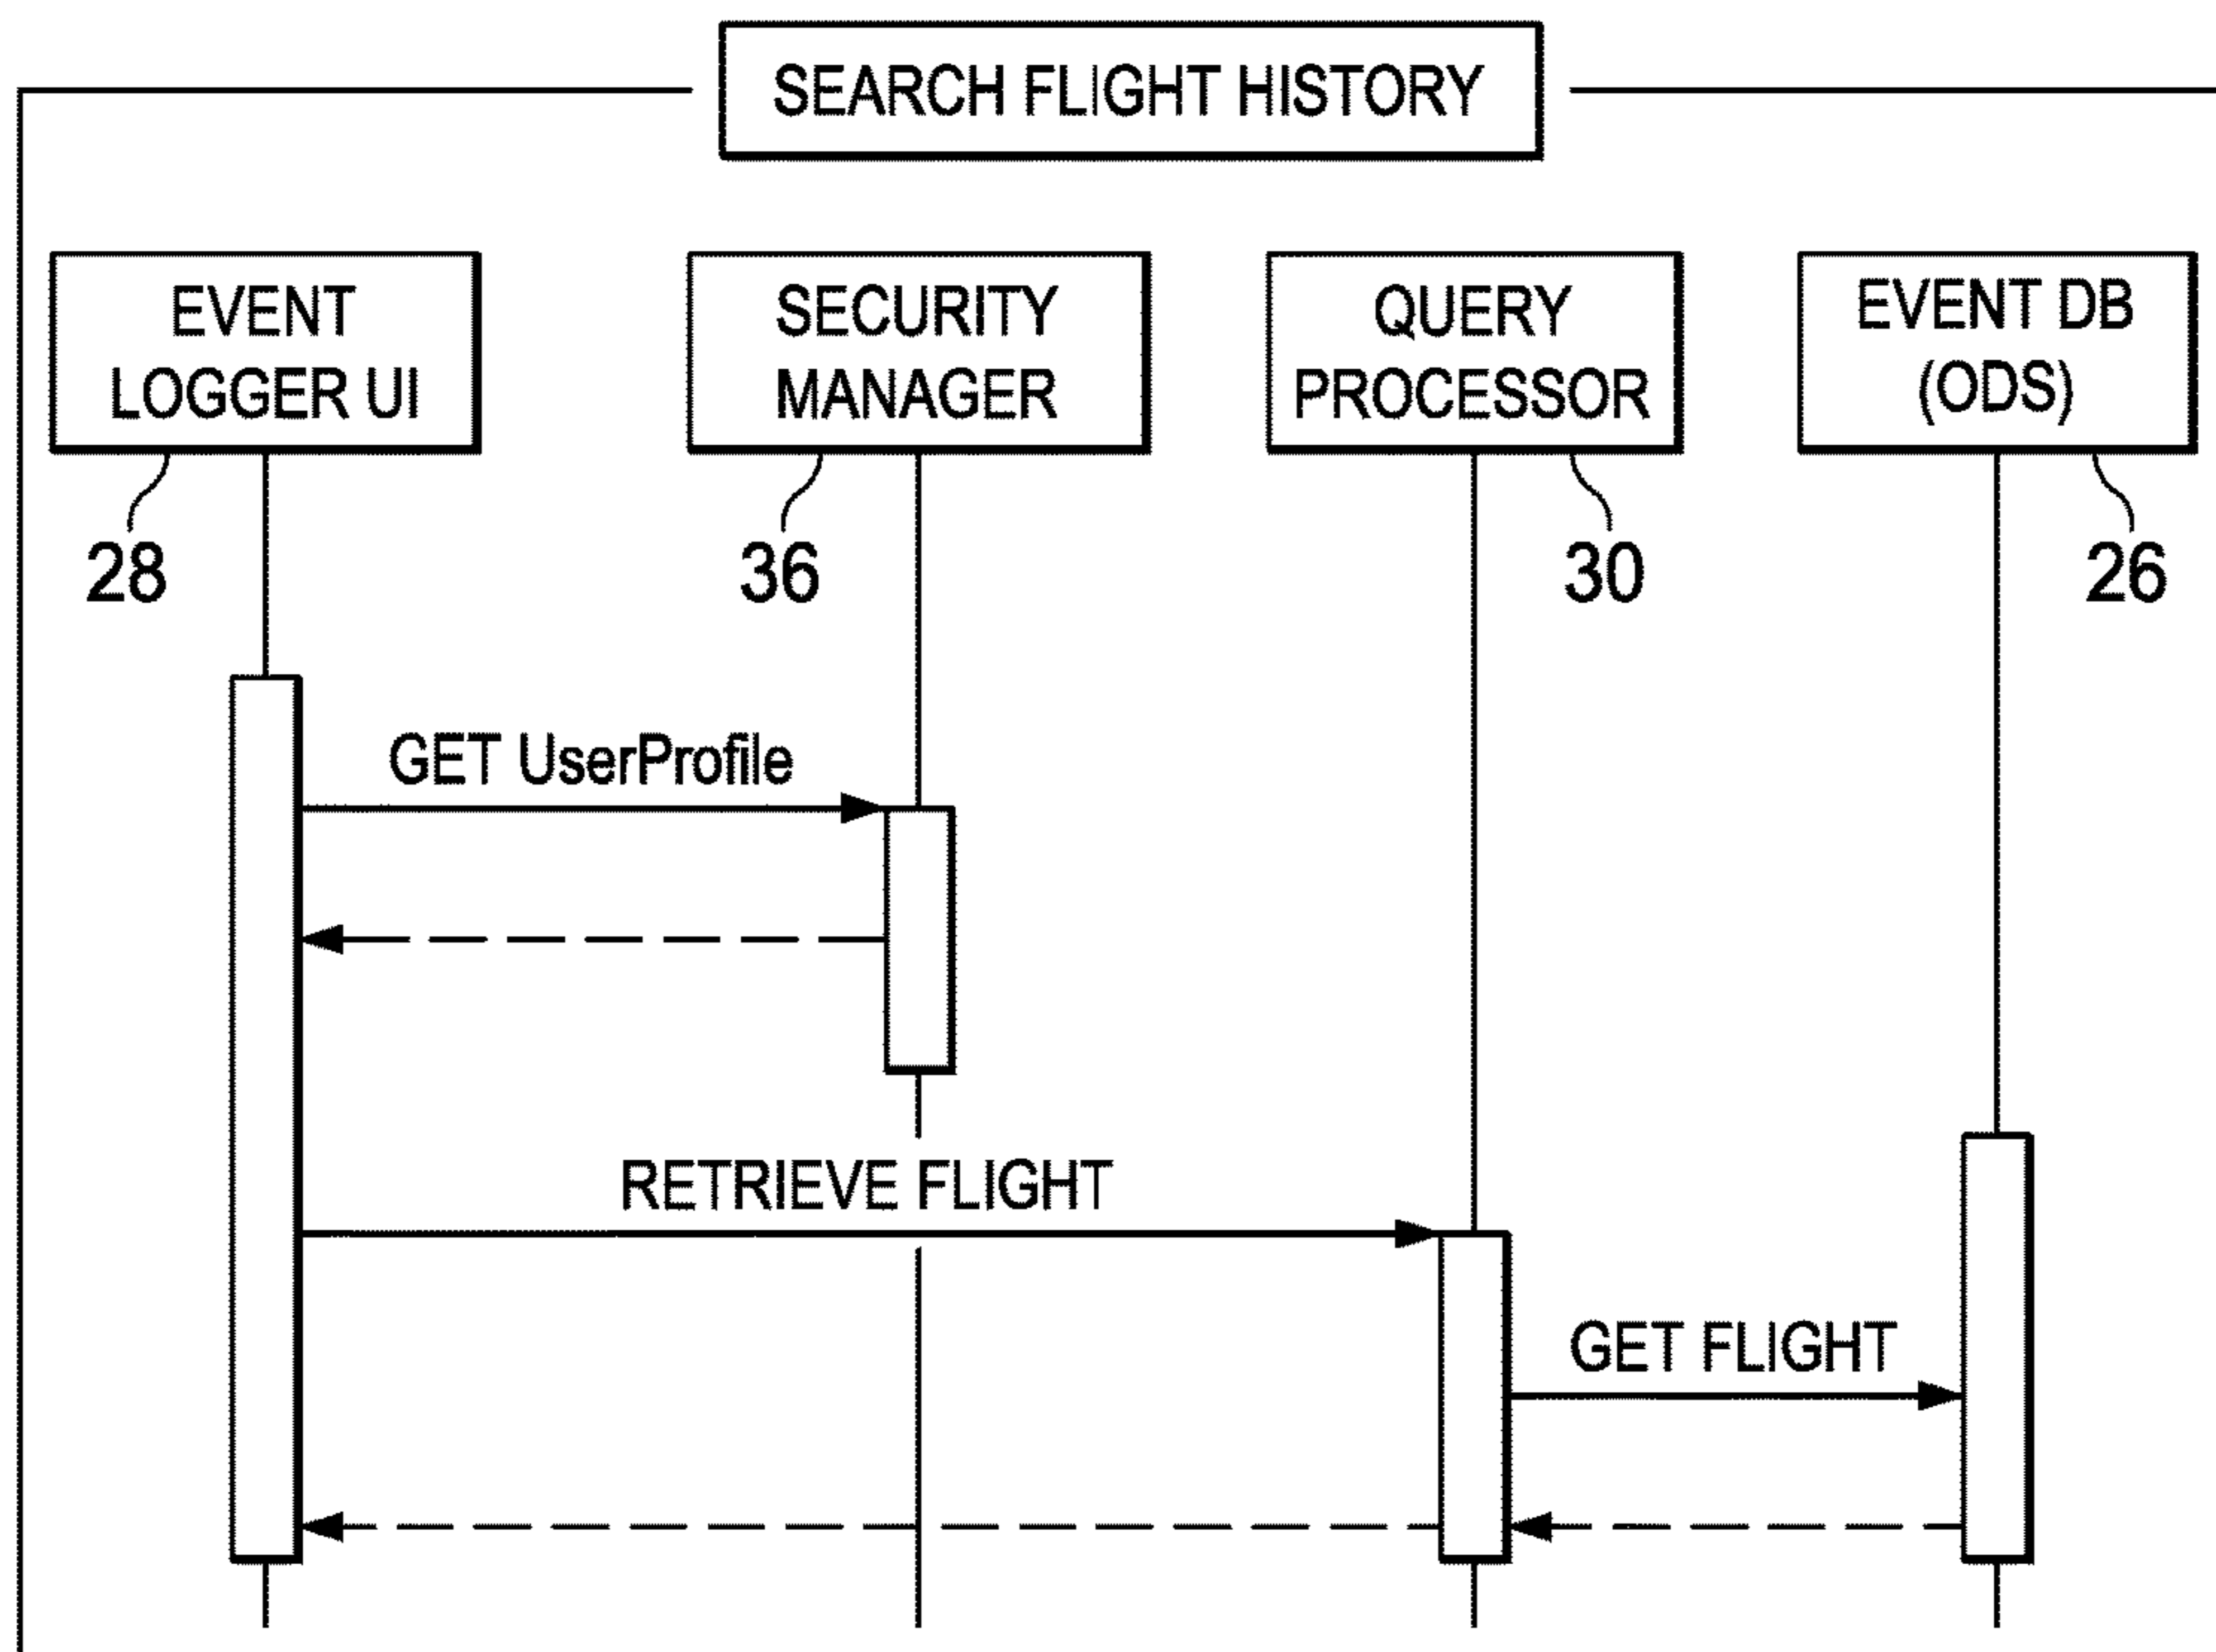 SEARCH FLIGHT HISTORY
EVENT
LOGGER UI
SECURITY
MANAGER
QUERY
PROCESSOR
EVENT DB
(ODS)
28
36
30
26
GET UserProfile
RETRIEVE FLIGHT
GET FLIGHT